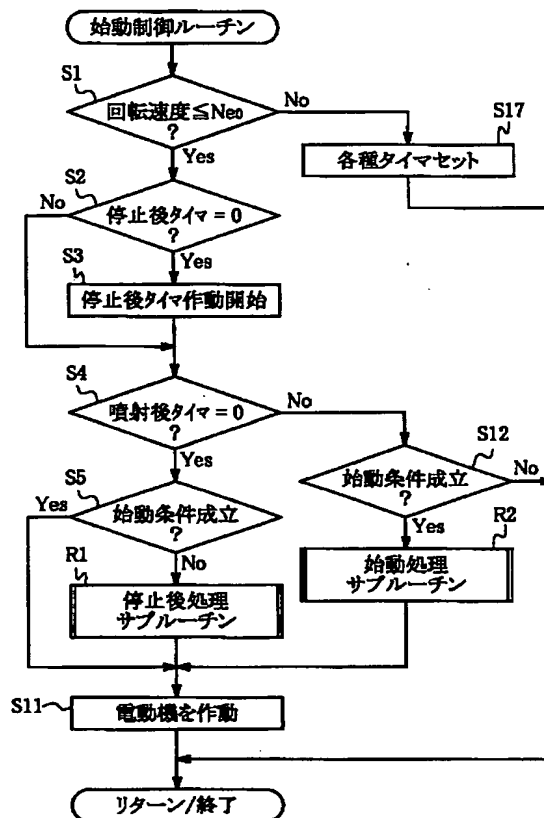 始動制御ルーチン
S1
回転速度≦Ne0
?
No
Yes
S17
各種タイマセット
S2
No
停止後タイマ = 0
?
Yes
S3
停止後タイマ作動開始
S4
噴射後タイマ = 0
?
No
Yes
S12
始動条件成立
?
No
Yes
S5
Yes
始動条件成立
?
No
R1
停止後処理
サブルーチン
R2
始動処理
サブルーチン
S11
電動機を作動
リターン/終了